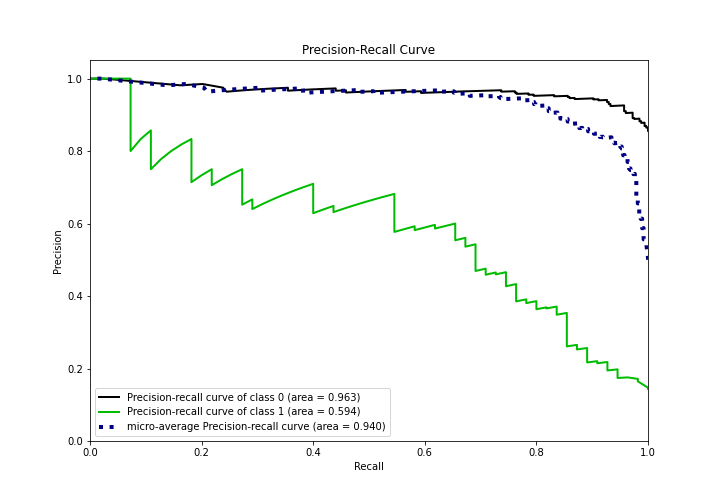 Precision-Recall Curve
1.0
0.8
0.6
0.4
0.2
0.0
Precision
Precision-recall curve of class 0 (area = 0.963)
Precision-recall curve of class 1 (area = 0.594)
micro-average Precision-recall curve (area = 0.940)
0.0 0.2 0.4 0.6 0.8 1.0
Recall